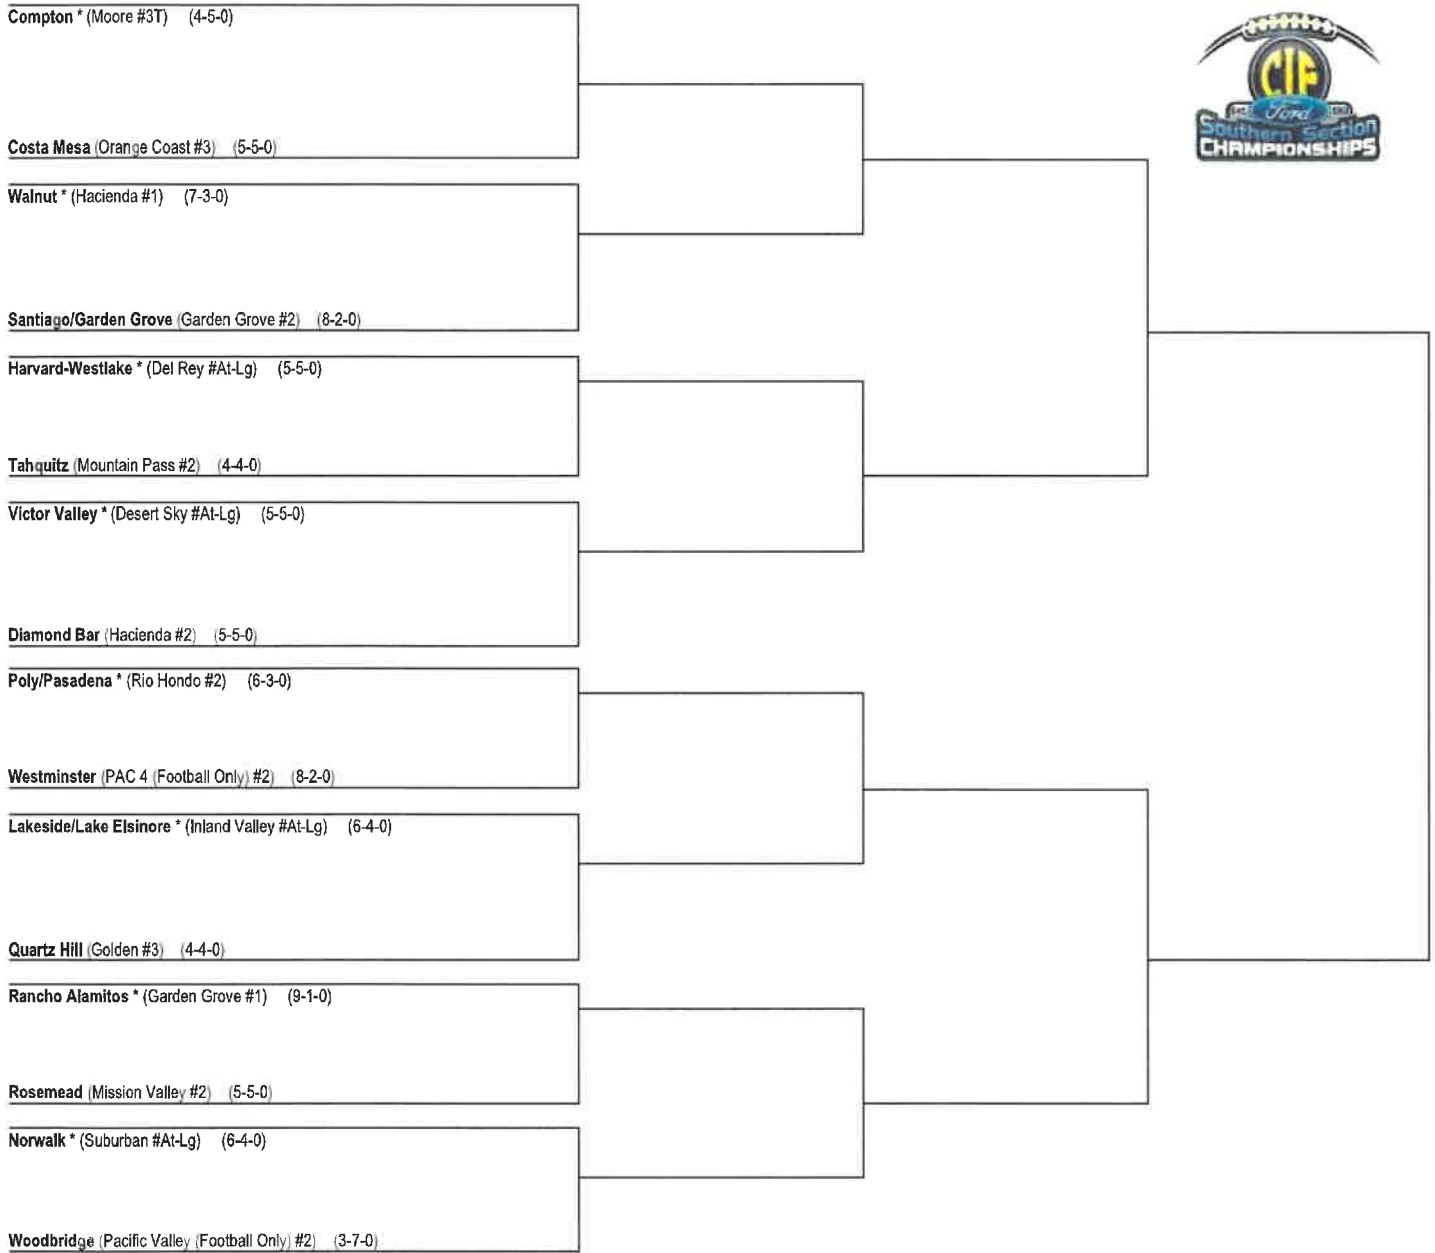 Compton * (Moore #3T) (4-5-0)
Costa Mesa (Orange Coast #3) (5-5-0)
Walnut * (Hacienda #1) (7-3-0)
Santiago/Garden Grove (Garden Grove #2) (8-2-0)
Harvard-Westlake * (Del Rey #At-Lg) (5-5-0)
Tahquitz (Mountain Pass #2) (4-4-0)
Victor Valley * (Desert Sky #At-Lg) (5-5-0)
Diamond Bar (Hacienda #2) (5-5-0)
Poly/Pasadena * (Rio Hondo #2) (6-3-0)
Westminster (PAC 4 (Football Only) #2) (8-2-0)
Lakeside/Lake Elsinore * (Inland Valley #At-Lg) (6-4-0)
Quartz Hill (Golden #3) (4-4-0)
Rancho Alamitos * (Garden Grove #1) (9-1-0)
Rosemead (Mission Valley #2) (5-5-0)
Norwalk * (Suburban #At-Lg) (6-4-0)
Woodbridge (Pacific Valley (Football Only) #2) (3-7-0)
CIF
Ford
Southern Section
CHAMPIONSHIPS